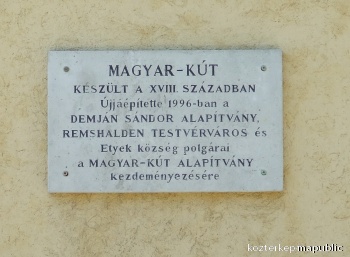 MAGYAR-KÚT
KÉSZÜLT A XVIII. SZÁZADBAN
Újjáépítette 1996-ban a
DEMJÁN SÁNDOR ALAPÍTVÁNY,
REMSHALDEN TESTVÉRVÁROS és
Etyek község polgárai
a MAGYAR-KÚT ALAPÍTVÁNY
kezdeményezésére
kozterkep.mapublic